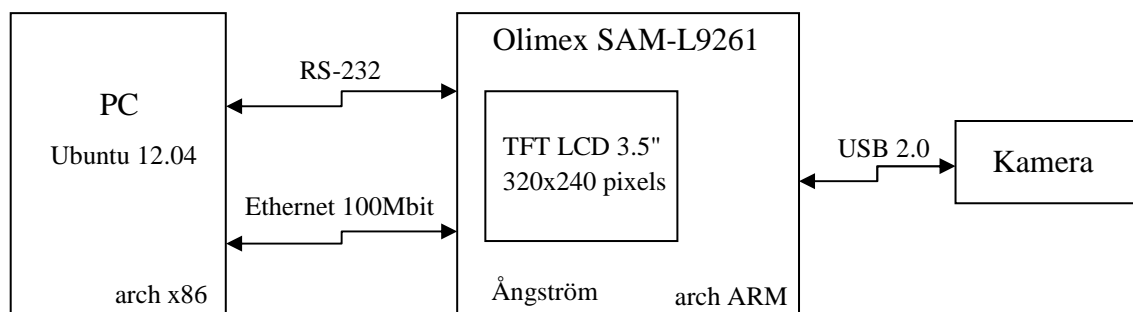 PC
Ubuntu 12.04
arch x86
RS-232
Ethernet 100Mbit
Olimex SAM-L9261
TFT LCD 3.5"
320x240 pixels
Ångström
arch ARM
USB 2.0
Kamera